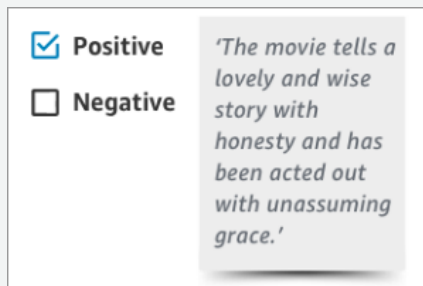 Positive
Negative
‘The movie tells a
lovely and wise
story with
honesty and has
been acted out
with unassuming
grace.’